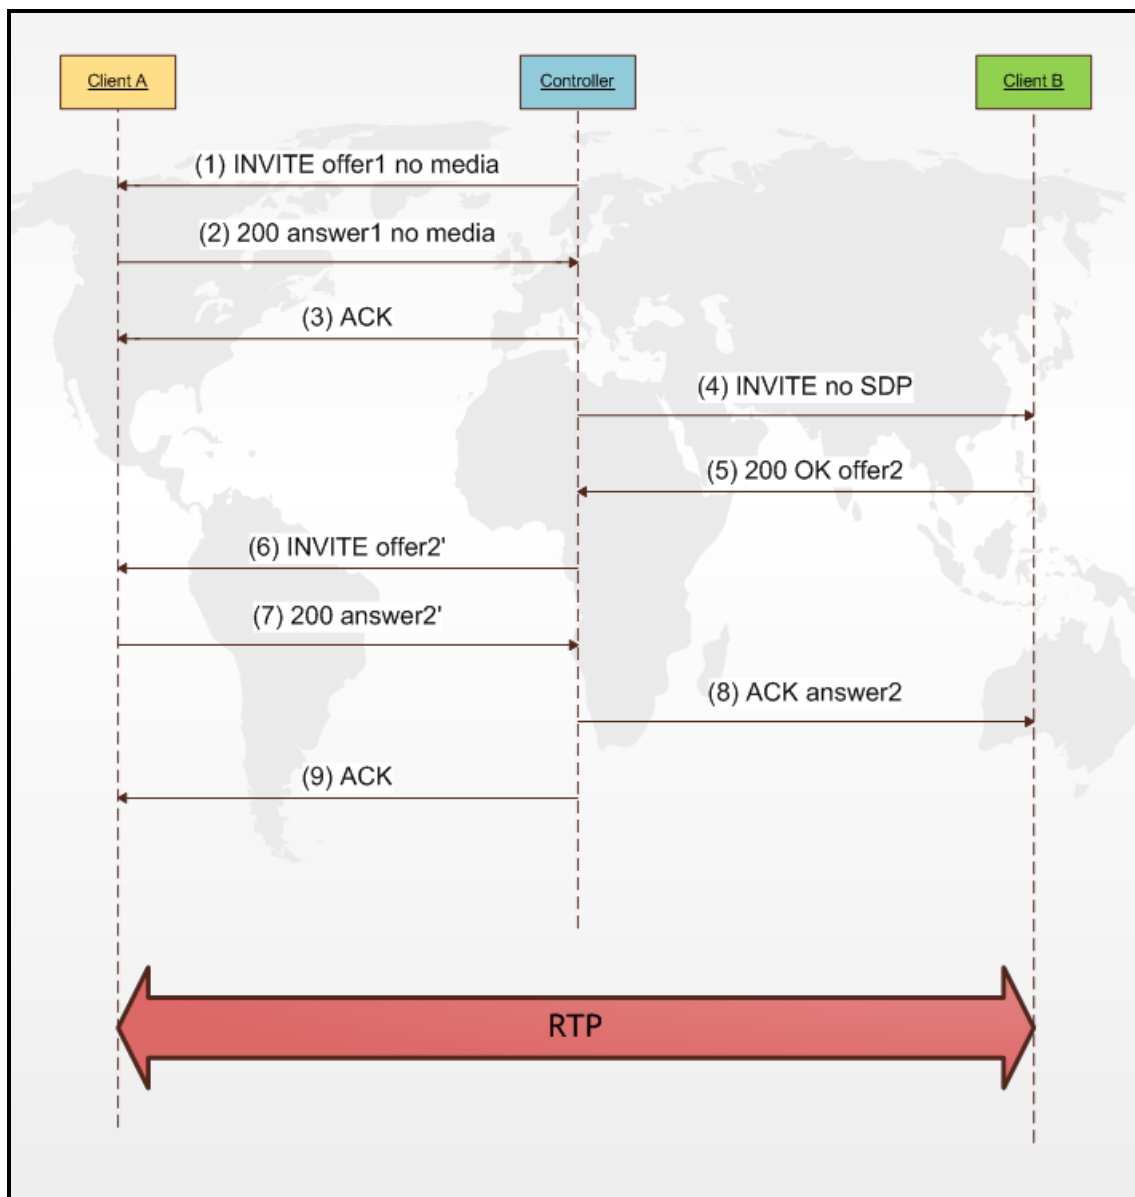 Client A
Controller
Client B
(1) INVITE offer1 no media
(2) 200 answer1 no media
(3) ACK
(4) INVITE no SDP
(5) 200 OK offer2
(6) INVITE offer2'
(7) 200 answer2'
(8) ACK answer2
(9) ACK
RTP